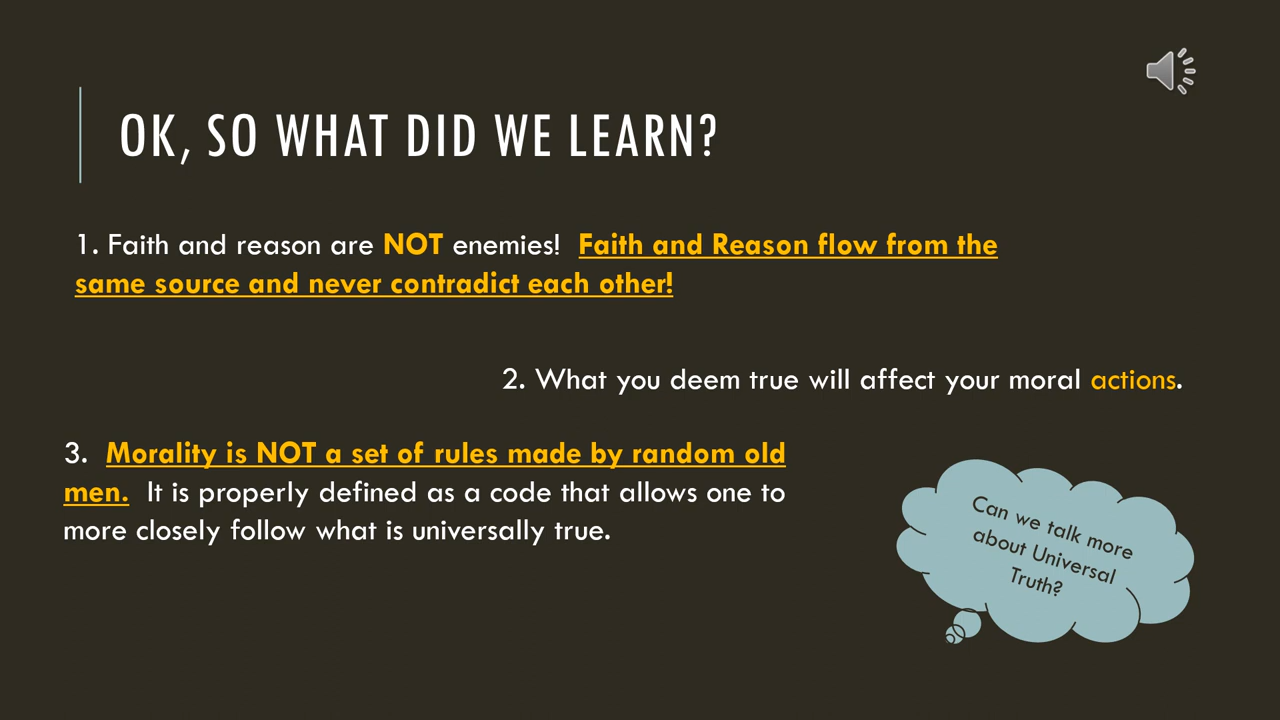 OK, SO WHAT DID WE LEARN?
1. Faith and reason are NOT enemies!  Faith and Reason flow from the
same source and never contradict each other!
2. What you deem true will affect your moral actions.
3.  Morality is NOT a set of rules made by random old
men.  It is properly defined as a code that allows one to
more closely follow what is universally true.
Can we talk more
about Universal
Truth?